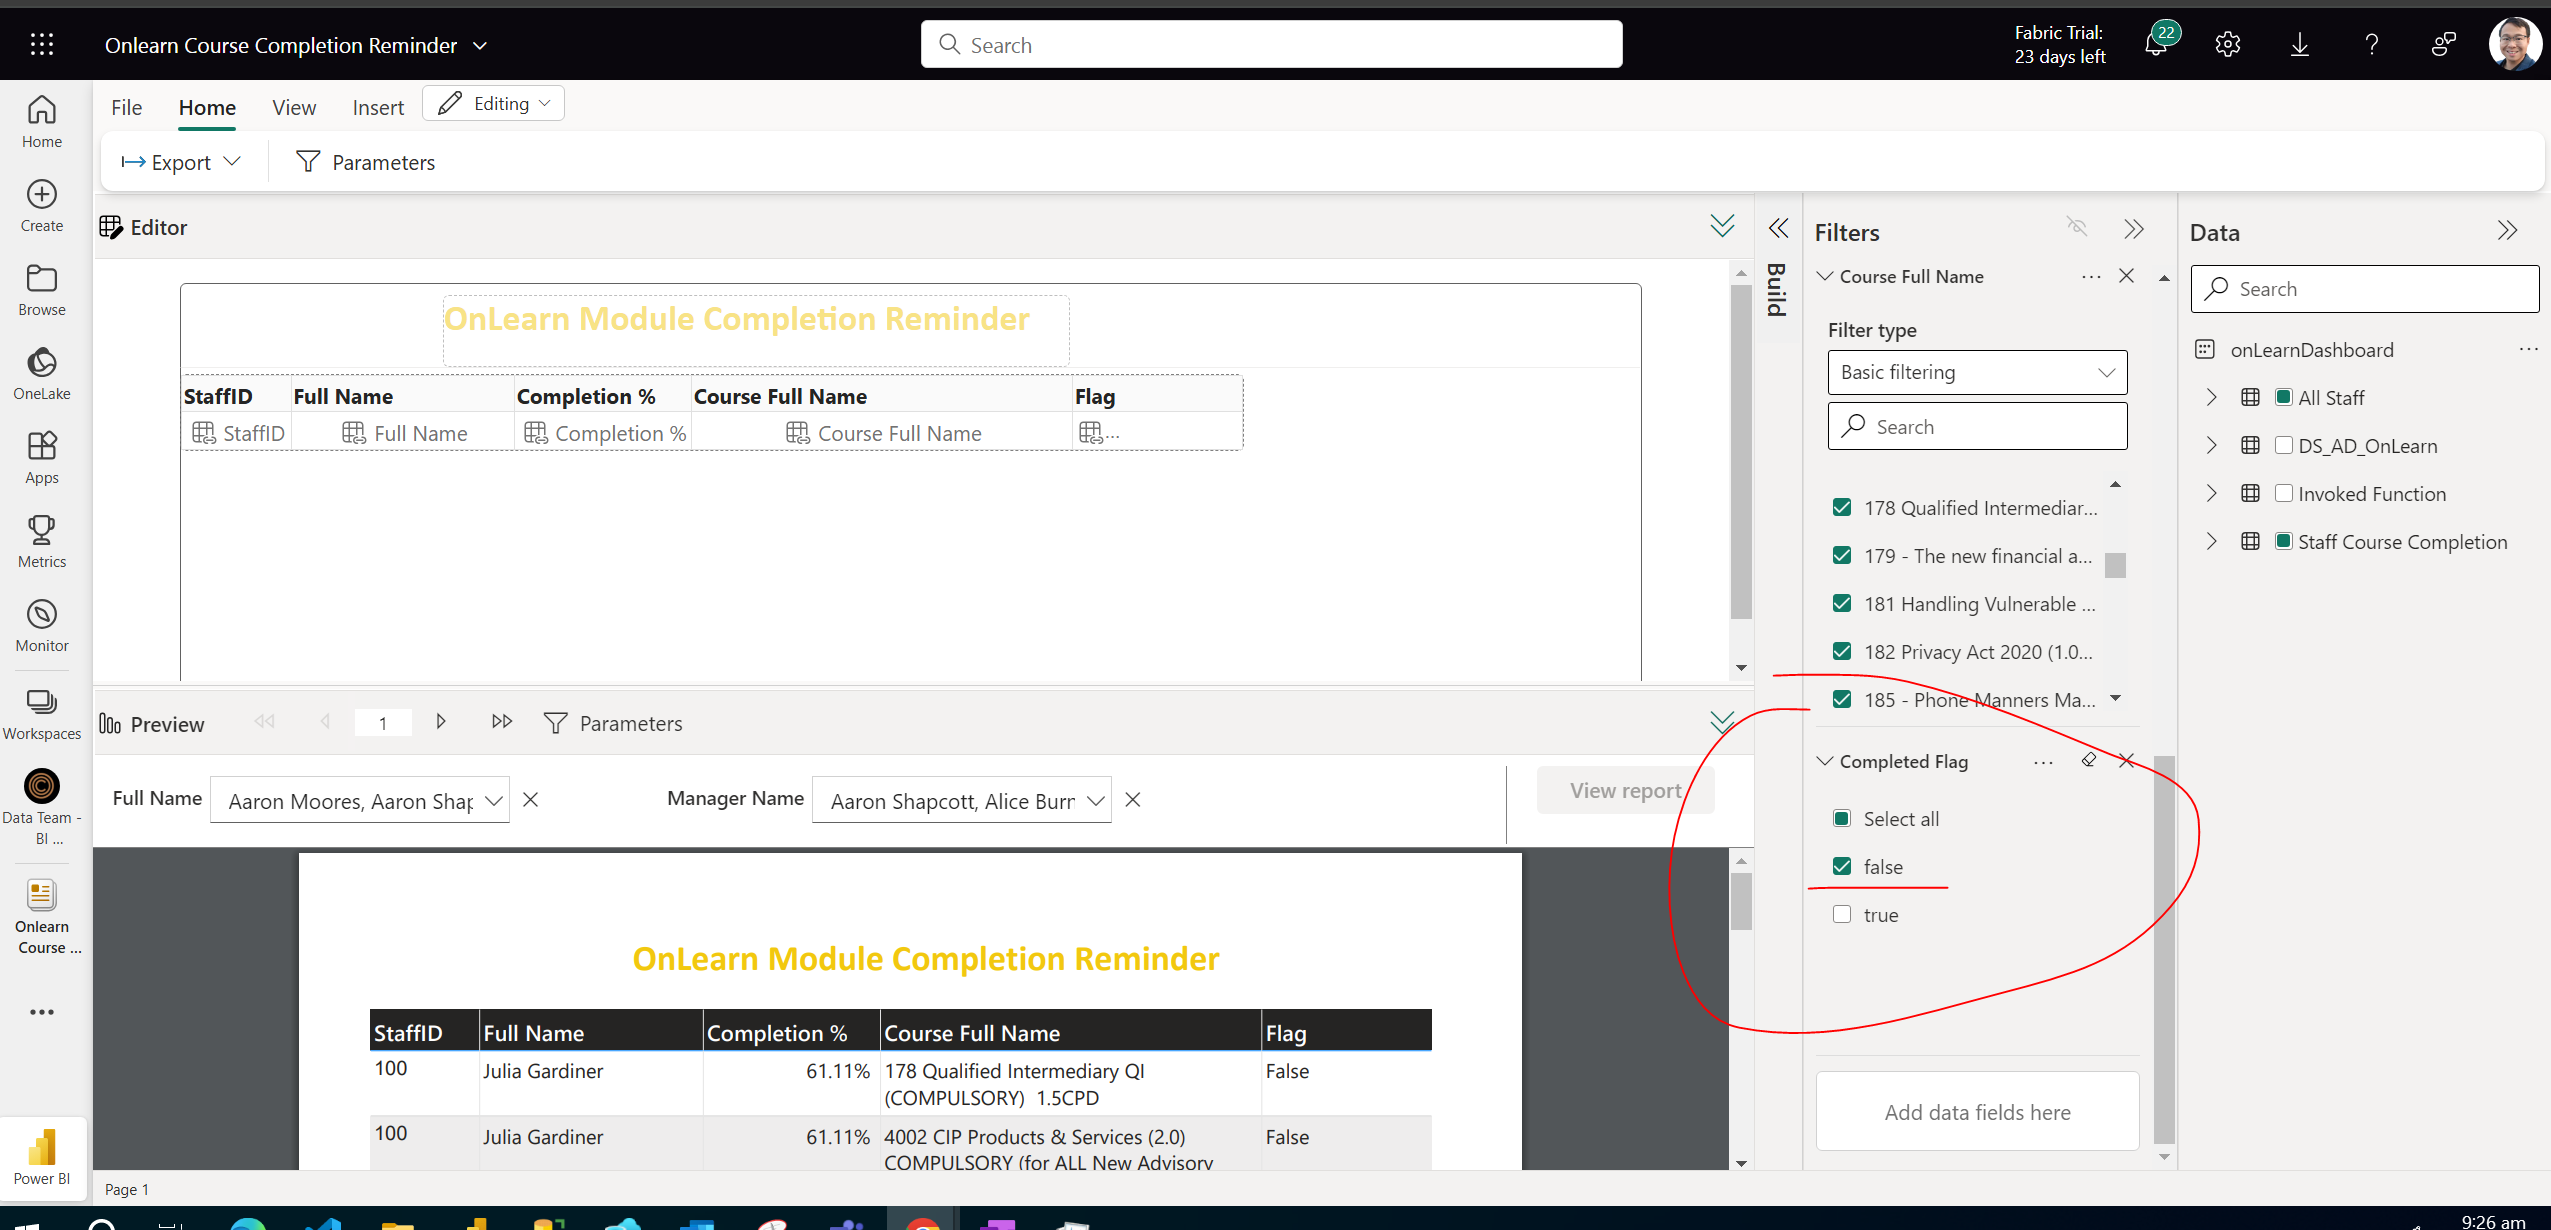 Onlearn Course Completion Reminder
Search
Fabric Trial:
23 days left
22
File
Home
View
Insert
Editing
Export
Parameters
Home
Create
Browse
OneLake
Apps
Metrics
Monitor
Workspaces
Data Team -
BI ...
Onlearn
Course ...
Power BI
Editor
OnLearn Module Completion Reminder
StaffID Full Name Completion % Course Full Name Flag
StaffID Full Name Completion % Course Full Name ...
Preview
1
Parameters
Full Name
Aaron Moores, Aaron Shap
Manager Name
Aaron Shapcott, Alice Burr
View report
OnLearn Module Completion Reminder
StaffID Full Name Completion % Course Full Name Flag
100 Julia Gardiner 61.11% 178 Qualified Intermediary QI False
(COMPULSORY) 1.5CPD
100 Julia Gardiner 61.11% 4002 CIP Products & Services (2.0) False
COMPULSORY (for ALL New Advisory
Page 1
Build
Filters
Course Full Name
Filter type
Basic filtering
Search
178 Qualified Intermediar...
179 - The new financial a...
181 Handling Vulnerable ...
182 Privacy Act 2020 (1.0...
185 - Phone Manners Ma...
Completed Flag
Select all
false
true
Add data fields here
Data
Search
onLearnDashboard
All Staff
DS_AD_OnLearn
Invoked Function
Staff Course Completion
9:26 am